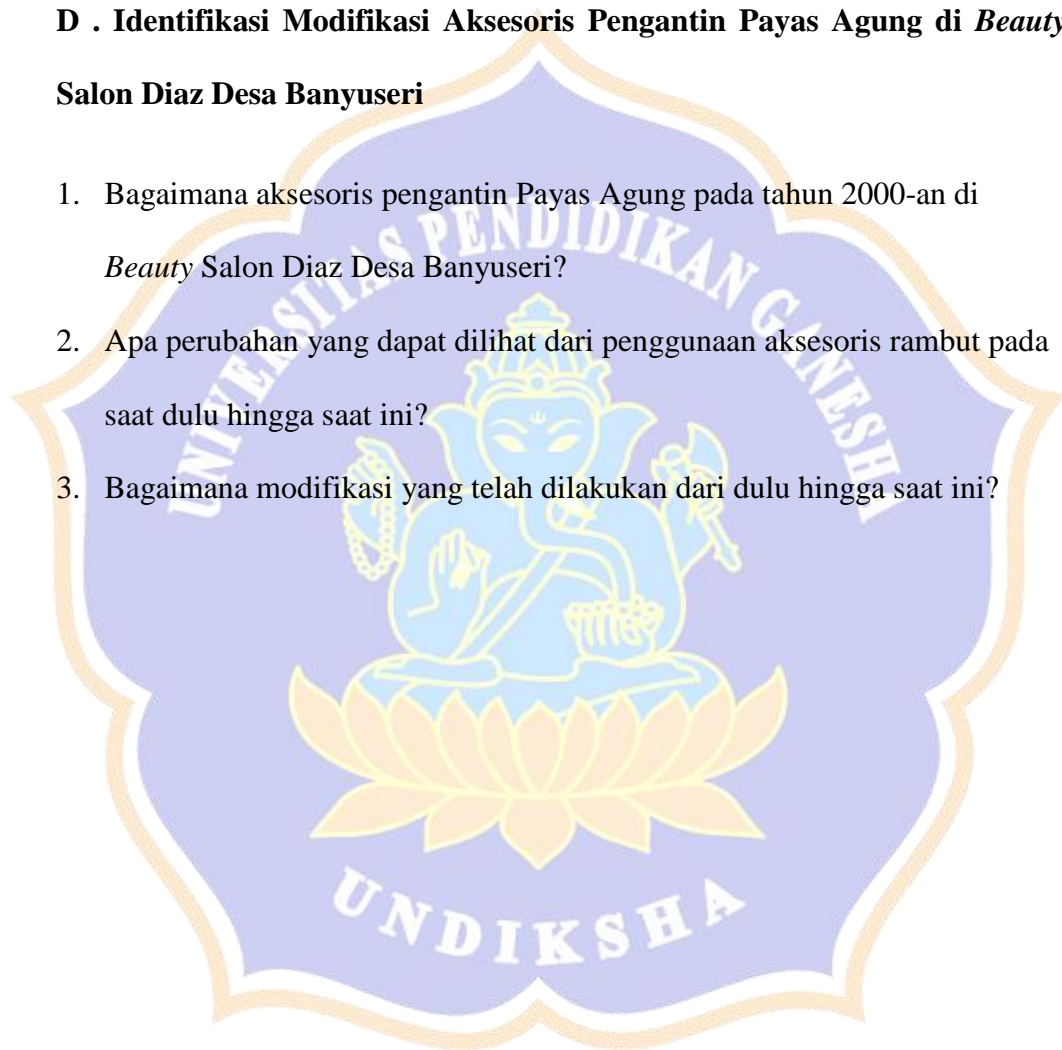 D . Identifikasi Modifikasi Aksesoris Pengantin Payas Agung di Beauty
Salon Diaz Desa Banyuseri
1. Bagaimana aksesoris pengantin Payas Agung pada tahun 2000-an di
Beauty Salon Diaz Desa Banyuseri?
2. Apa perubahan yang dapat dilihat dari penggunaan aksesoris rambut pada
saat dulu hingga saat ini?
3. Bagaimana modifikasi yang telah dilakukan dari dulu hingga saat ini?
UNIVERSITAS PENDIDIKAN GANESHA
UNDIKSHA